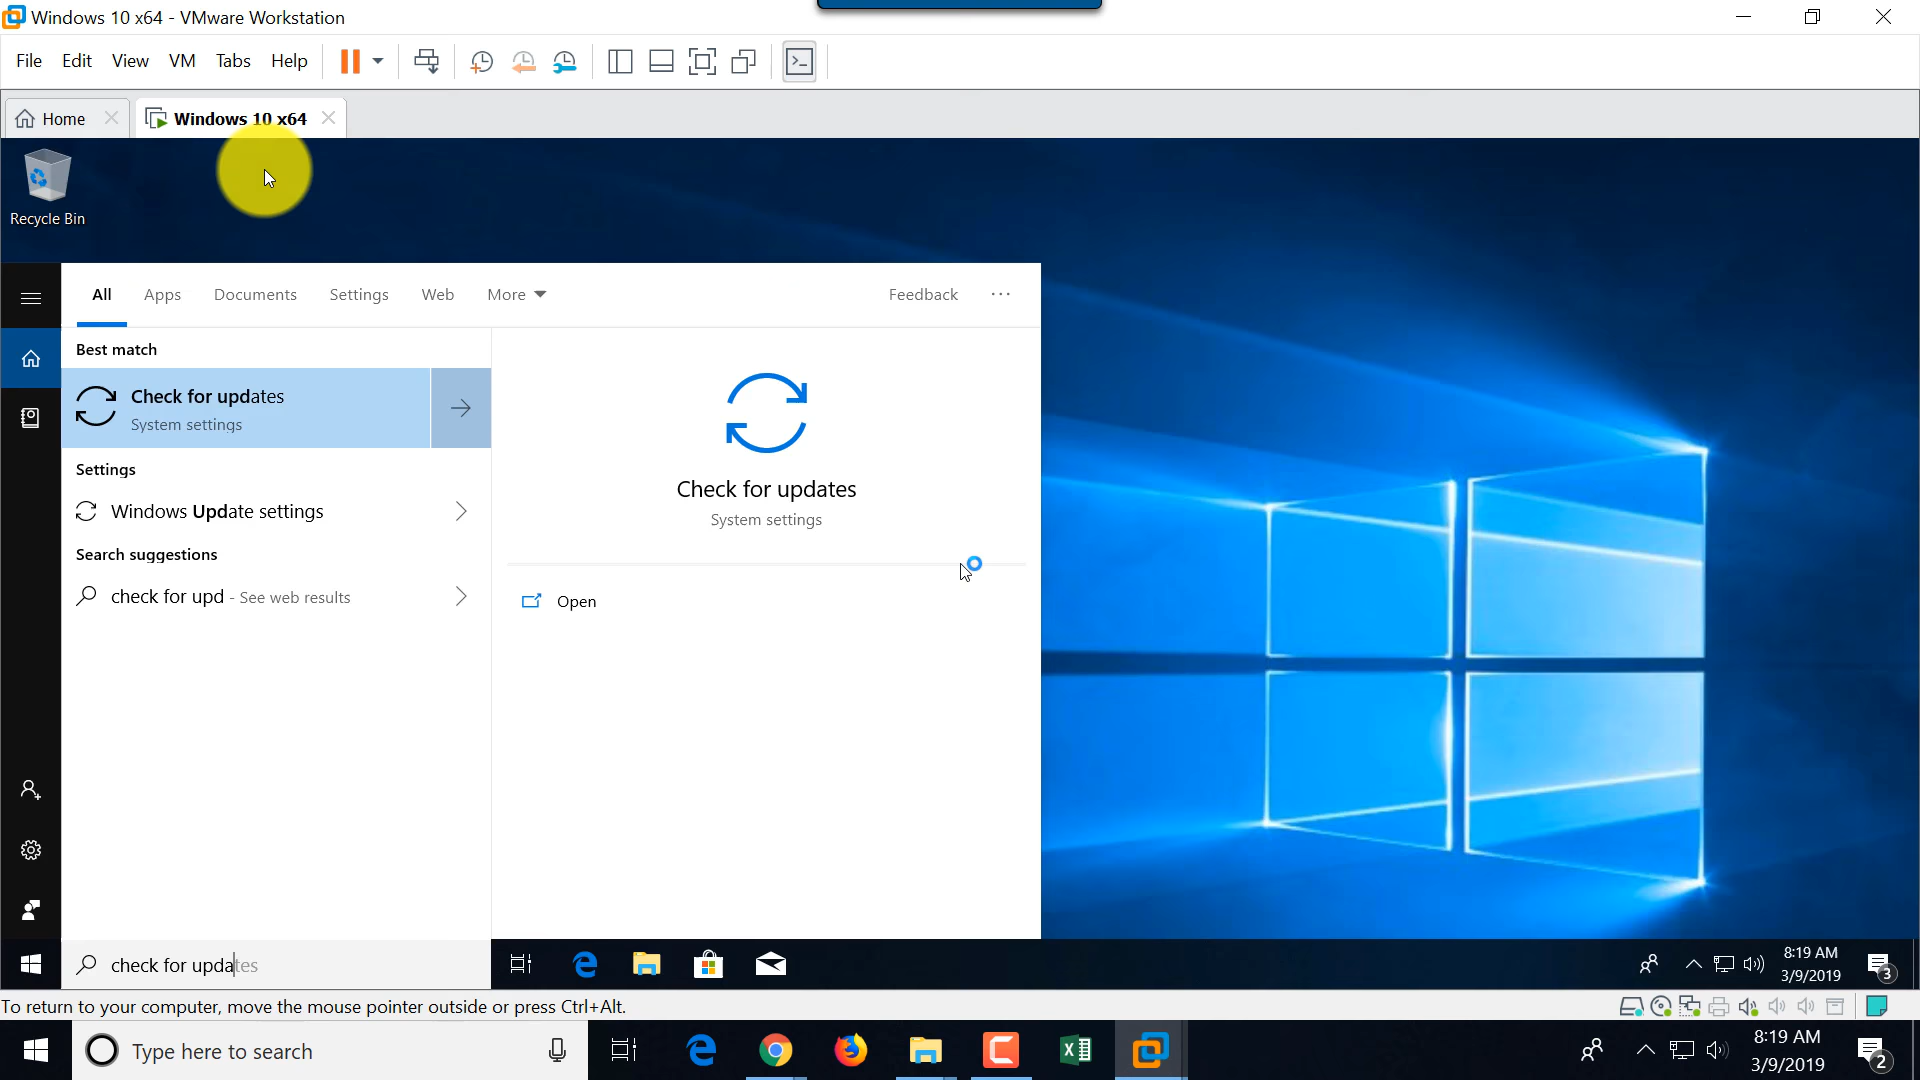 Windows 10 x64 - VMware Workstation
File Edit View VM Tabs Help
Home Windows 10 x64
Recycle Bin
All Apps Documents Settings Web More Feedback ...
Best match
Check for updates
System settings
Settings
Windows Update settings
Search suggestions
check for upd - See web results
Check for updates
System settings
Open
check for updates
8:19 AM
3/9/2019
3
To return to your computer, move the mouse pointer outside or press Ctrl+Alt.
Type here to search
8:19 AM
3/9/2019
2